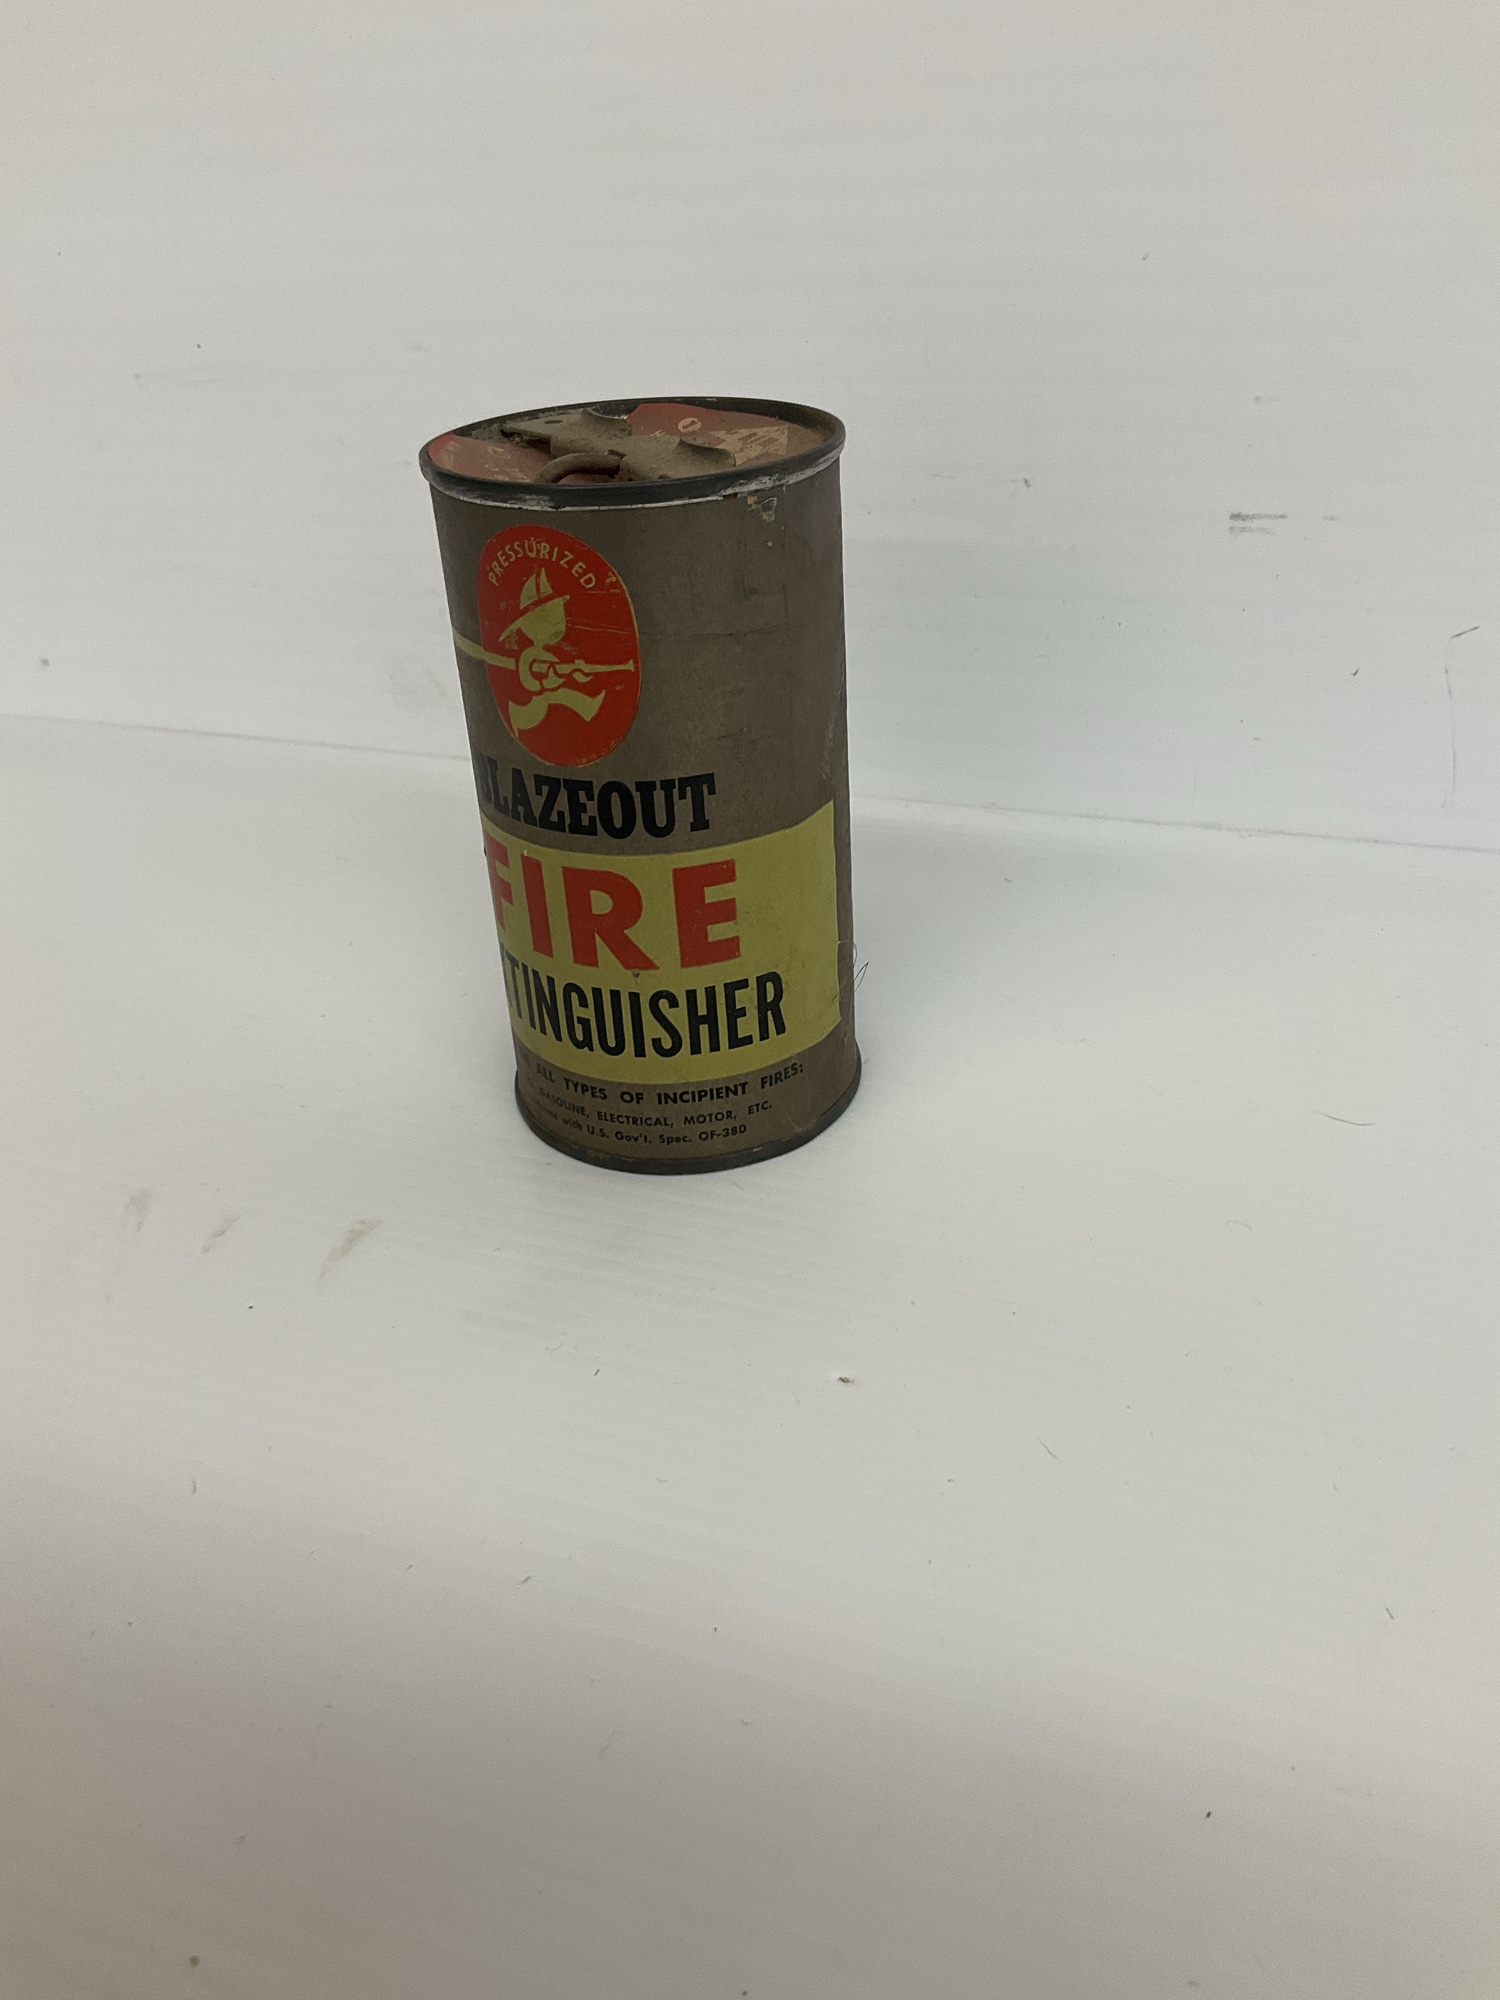 PRESSURIZED
BLAZEOUT
FIRE
TINGUISHER
ALL TYPES OF INCIPIENT FIRES:
GASOLINE, ELECTRICAL, MOTOR, ETC.
with U.S. Gov't. Spec. OF-380